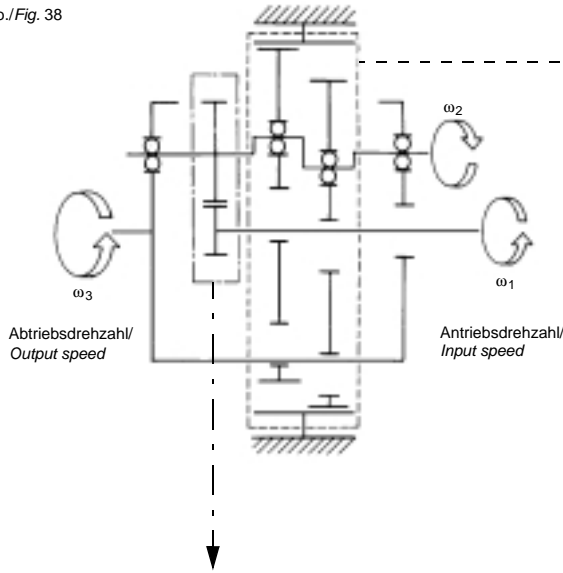 ./Fig. 38
ω2
ω3
ω1
Abtriebsdrehzahl/
Output speed
Antriebsdrehzahl/
Input speed